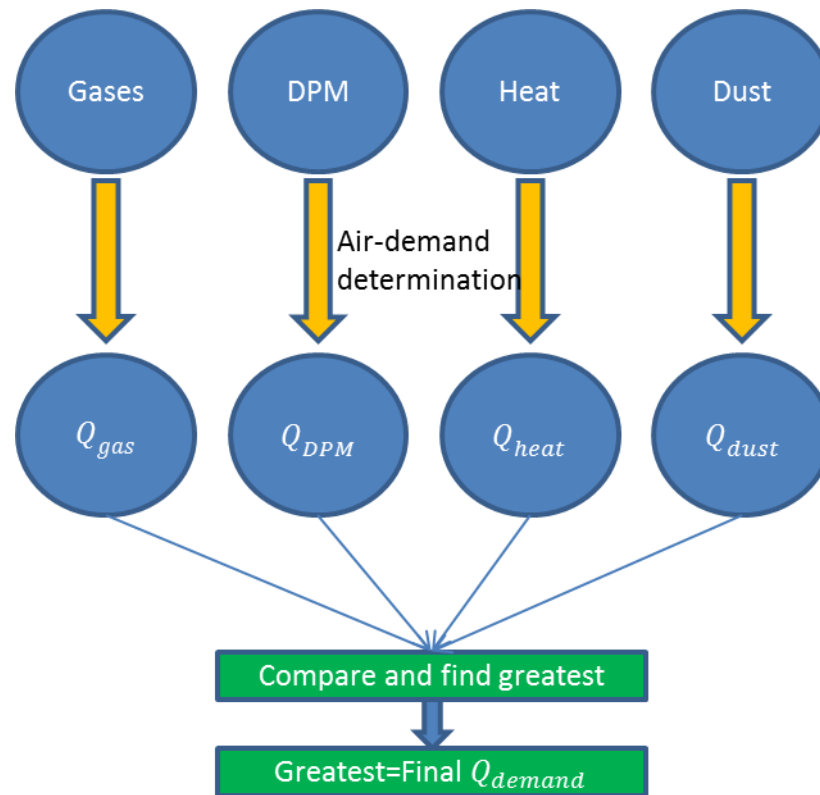 Gases
DPM
Heat
Dust
Air-demand
determination
Q_gas
Q_DPM
Q_heat
Q_dust
Compare and find greatest
Greatest=Final Q_demand